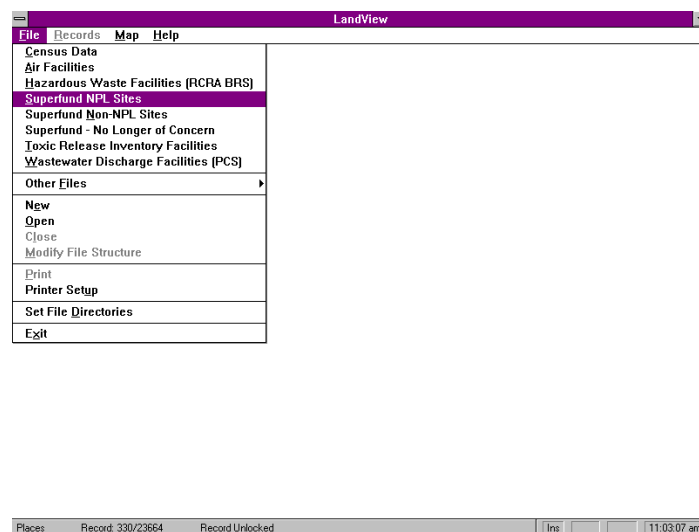 LandView
File Records Map Help
Census Data
Air Facilities
Hazardous Waste Facilities (RCRA BRS)
Superfund NPL Sites
Superfund Non-NPL Sites
Superfund - No Longer of Concern
Toxic Release Inventory Facilities
Wastewater Discharge Facilities (PCS)
Other Files
New
Open
Close
Modify File Structure
Print
Printer Setup
Set File Directories
Exit
Places Record: 330/23664 Record Unlocked Ins 11:03:07 am